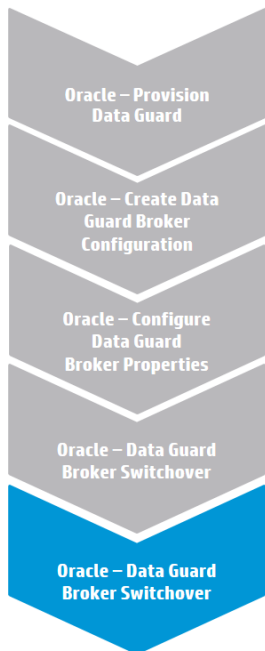 Oracle – Provision
Data Guard
Oracle – Create Data
Guard Broker
Configuration
Oracle – Configure
Data Guard
Broker Properties
Oracle – Data Guard
Broker Switchover
Oracle – Data Guard
Broker Switchover